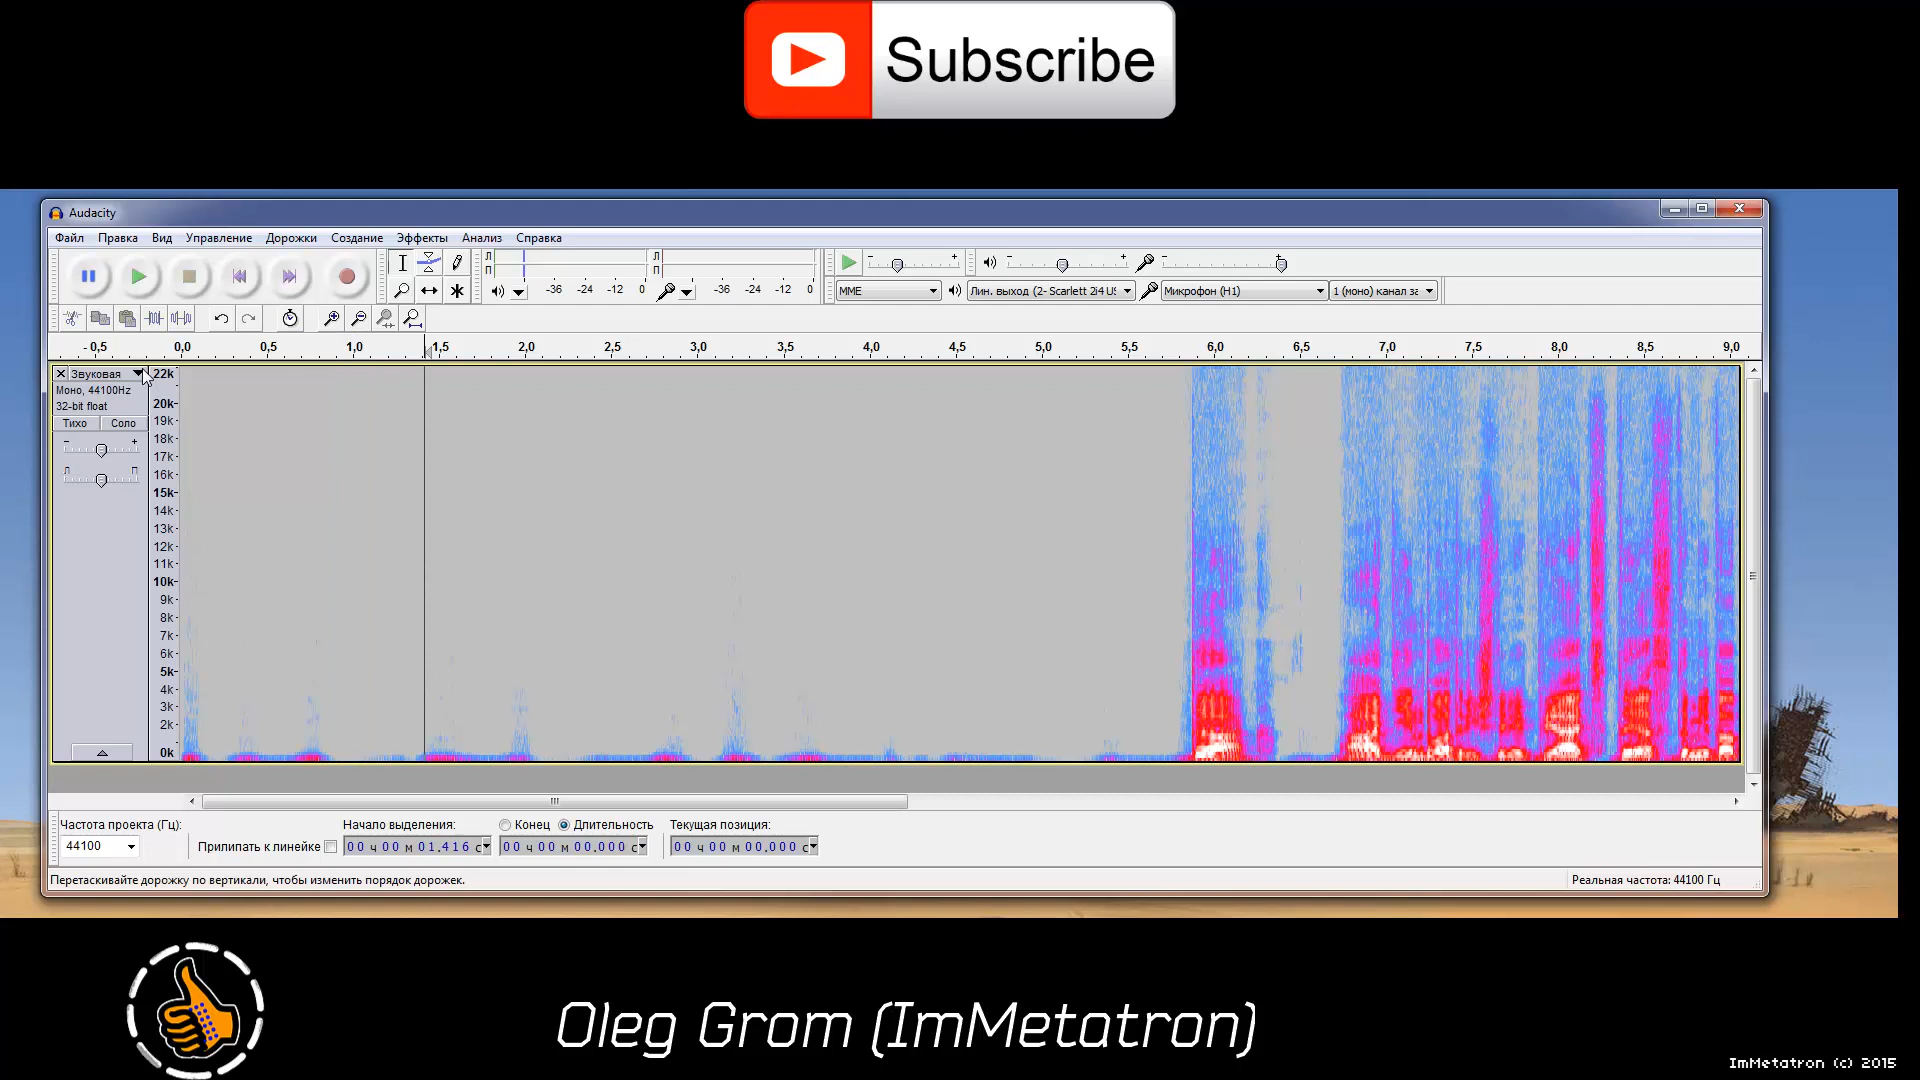 Subscribe
Audacity
Файл Правка Вид Управление Дорожки Создание Эффекты Анализ Справка
Л Л
П П
-36 -24 -12 0 -36 -24 -12 0
MME Лин. выход (2- Scarlett 2i4 US Микрофон (H1) 1 (моно) канал за
-0,5 0,0 0,5 1,0 1,5 2,0 2,5 3,0 3,5 4,0 4,5 5,0 5,5 6,0 6,5 7,0 7,5 8,0 8,5 9,0
Звуковая
Моно, 44100Hz
32-bit float
Тихо Соло
- +
Л П
22k
20k
19k
18k
17k
16k
15k
14k
13k
12k
11k
10k
9k
8k
7k
6k
5k
4k
3k
2k
0k
Частота проекта (Гц): Начало выделения: Конец Длительность Текущая позиция:
44100 Прилипать к линейке 00 ч 00 м 01.416 с 00 ч 00 м 00.000 с 00 ч 00 м 00.000 с
Перетаскивайте дорожку по вертикали, чтобы изменить порядок дорожек. Реальная частота: 44100 Гц
Oleg Grom (ImMetatron)
ImMetatron (c) 2015